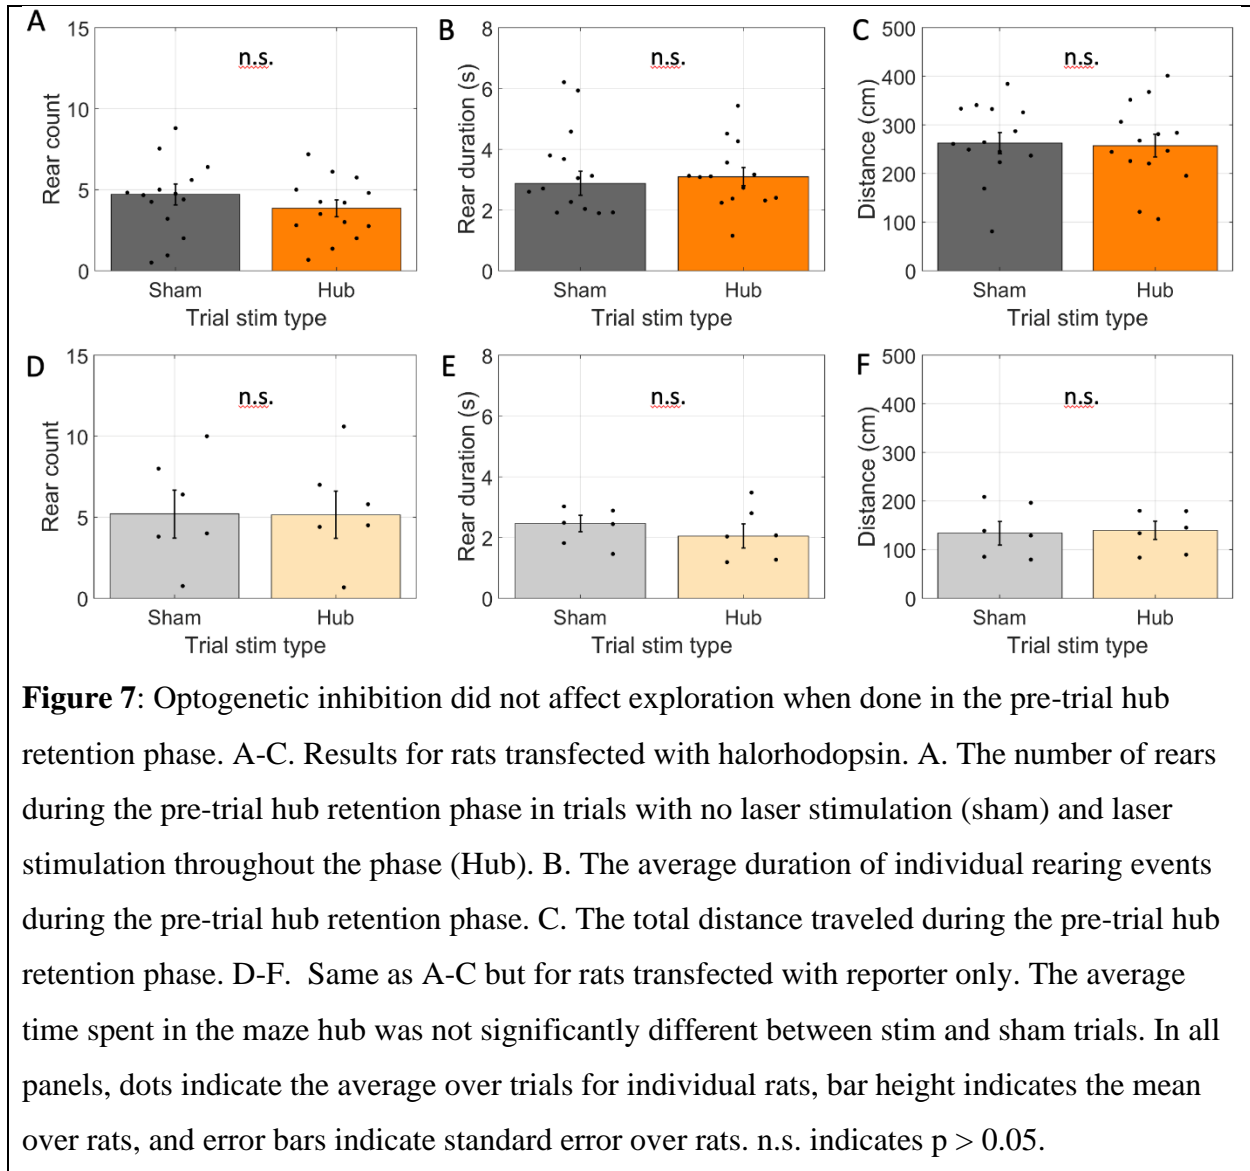 A
15
10
5
0
Rear count
n.s.
Sham
Hub
Trial stim type
B
8
6
4
2
0
Rear duration (s)
n.s.
Sham
Hub
Trial stim type
C
500
400
300
200
100
0
Distance (cm)
n.s.
Sham
Hub
Trial stim type
D
15
10
5
0
Rear count
n.s.
Sham
Hub
Trial stim type
E
8
6
4
2
0
Rear duration (s)
n.s.
Sham
Hub
Trial stim type
F
500
400
300
200
100
0
Distance (cm)
n.s.
Sham
Hub
Trial stim type
Figure 7: Optogenetic inhibition did not affect exploration when done in the pre-trial hub
retention phase. A-C. Results for rats transfected with halorhodopsin. A. The number of rears
during the pre-trial hub retention phase in trials with no laser stimulation (sham) and laser
stimulation throughout the phase (Hub). B. The average duration of individual rearing events
during the pre-trial hub retention phase. C. The total distance traveled during the pre-trial hub
retention phase. D-F. Same as A-C but for rats transfected with reporter only. The average
time spent in the maze hub was not significantly different between stim and sham trials. In all
panels, dots indicate the average over trials for individual rats, bar height indicates the mean
over rats, and error bars indicate standard error over rats. n.s. indicates p > 0.05.